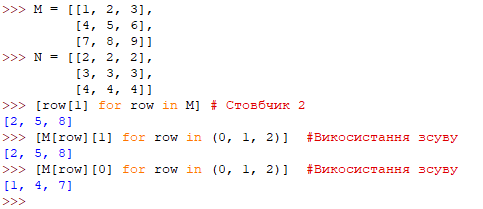 >>> M = [[1, 2, 3],
[4, 5, 6],
[7, 8, 9]]
>>> N = [[2, 2, 2],
[3, 3, 3],
[4, 4, 4]]
>>> [row[1] for row in M] # Стовбчик 2
[2, 5, 8]
>>> [M[row][1] for row in (0, 1, 2)]  #Викосистання зсуву
[2, 5, 8]
>>> [M[row][0] for row in (0, 1, 2)]  #Викосистання зсуву
[1, 4, 7]
>>>